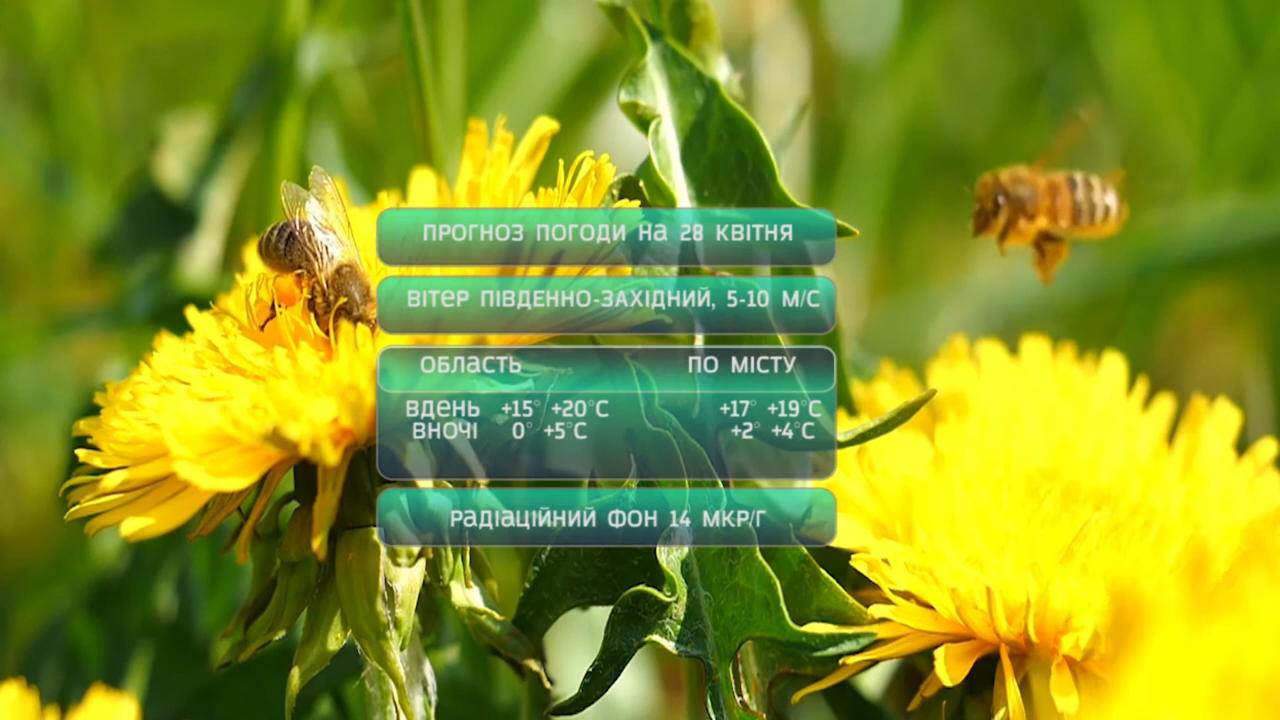 ПРОГНОЗ ПОГОДИ НА 28 КВІТНЯ
ВІТЕР ПІВДЕННО-ЗАХІДНИЙ, 5-10 М/С
ОБЛАСТЬ ПО МІСТУ
ВДЕНЬ +15° +20°С +17° +19°С
ВНОЧІ 0° +5°С +2° +4°С
РАДІАЦІЙНИЙ ФОН 14 МКР/Г